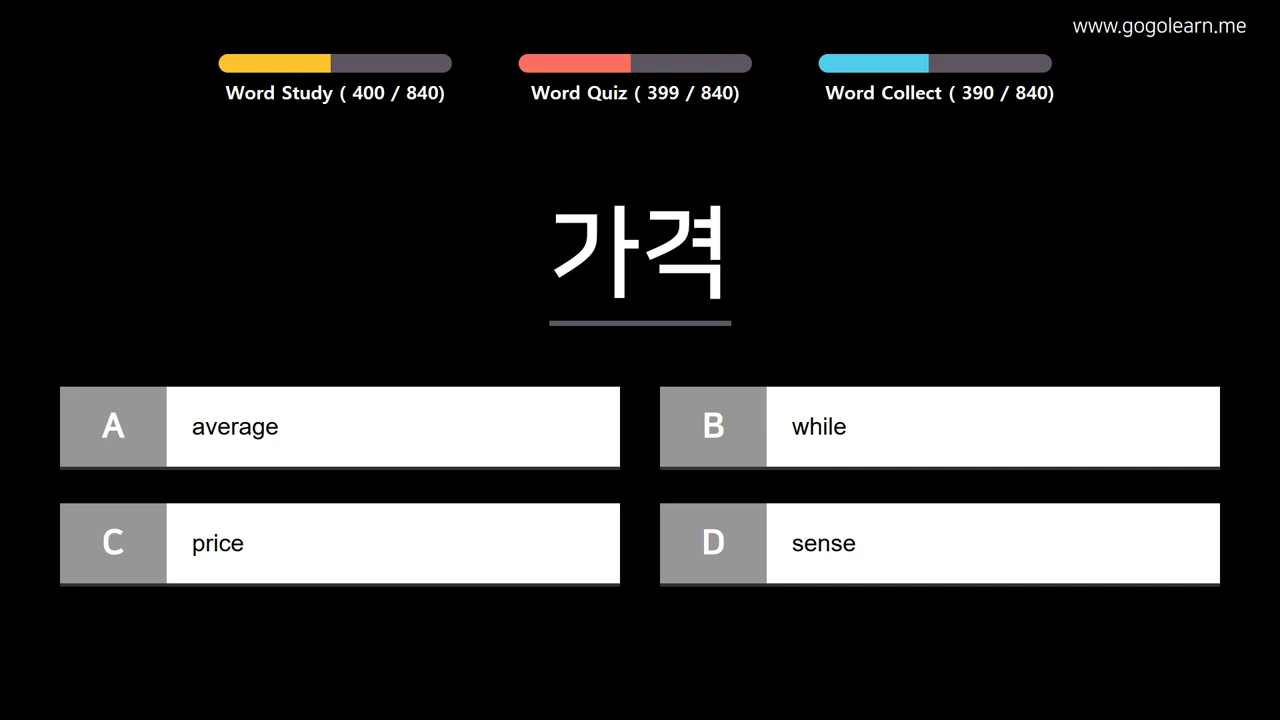 www.gogolearn.me
Word Study ( 400 / 840)
Word Quiz ( 399 / 840)
Word Collect ( 390 / 840)
가격
A average
B while
C price
D sense